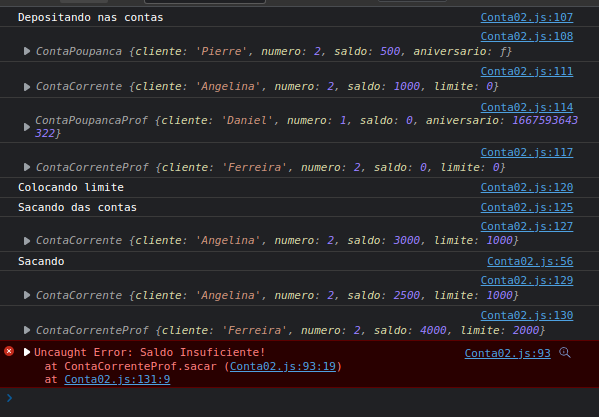 Depositando nas contas Conta02.js:107
Conta02.js:108
ContaPoupanca {cliente: 'Pierre', numero: 2, saldo: 500, aniversario: ƒ}
Conta02.js:111
ContaCorrente {cliente: 'Angelina', numero: 2, saldo: 1000, limite: 0}
Conta02.js:114
ContaPoupancaProf {cliente: 'Daniel', numero: 1, saldo: 0, aniversario: 1667593643
322}
Conta02.js:117
ContaCorrenteProf {cliente: 'Ferreira', numero: 2, saldo: 0, limite: 0}
Colocando limite Conta02.js:120
Sacando das contas Conta02.js:125
Conta02.js:127
ContaCorrente {cliente: 'Angelina', numero: 2, saldo: 3000, limite: 1000}
Sacando Conta02.js:56
Conta02.js:129
ContaCorrente {cliente: 'Angelina', numero: 2, saldo: 2500, limite: 1000}
Conta02.js:130
ContaCorrenteProf {cliente: 'Ferreira', numero: 2, saldo: 4000, limite: 2000}
Uncaught Error: Saldo Insuficiente! Conta02.js:93
at ContaCorrenteProf.sacar (Conta02.js:93:19)
at Conta02.js:131:9